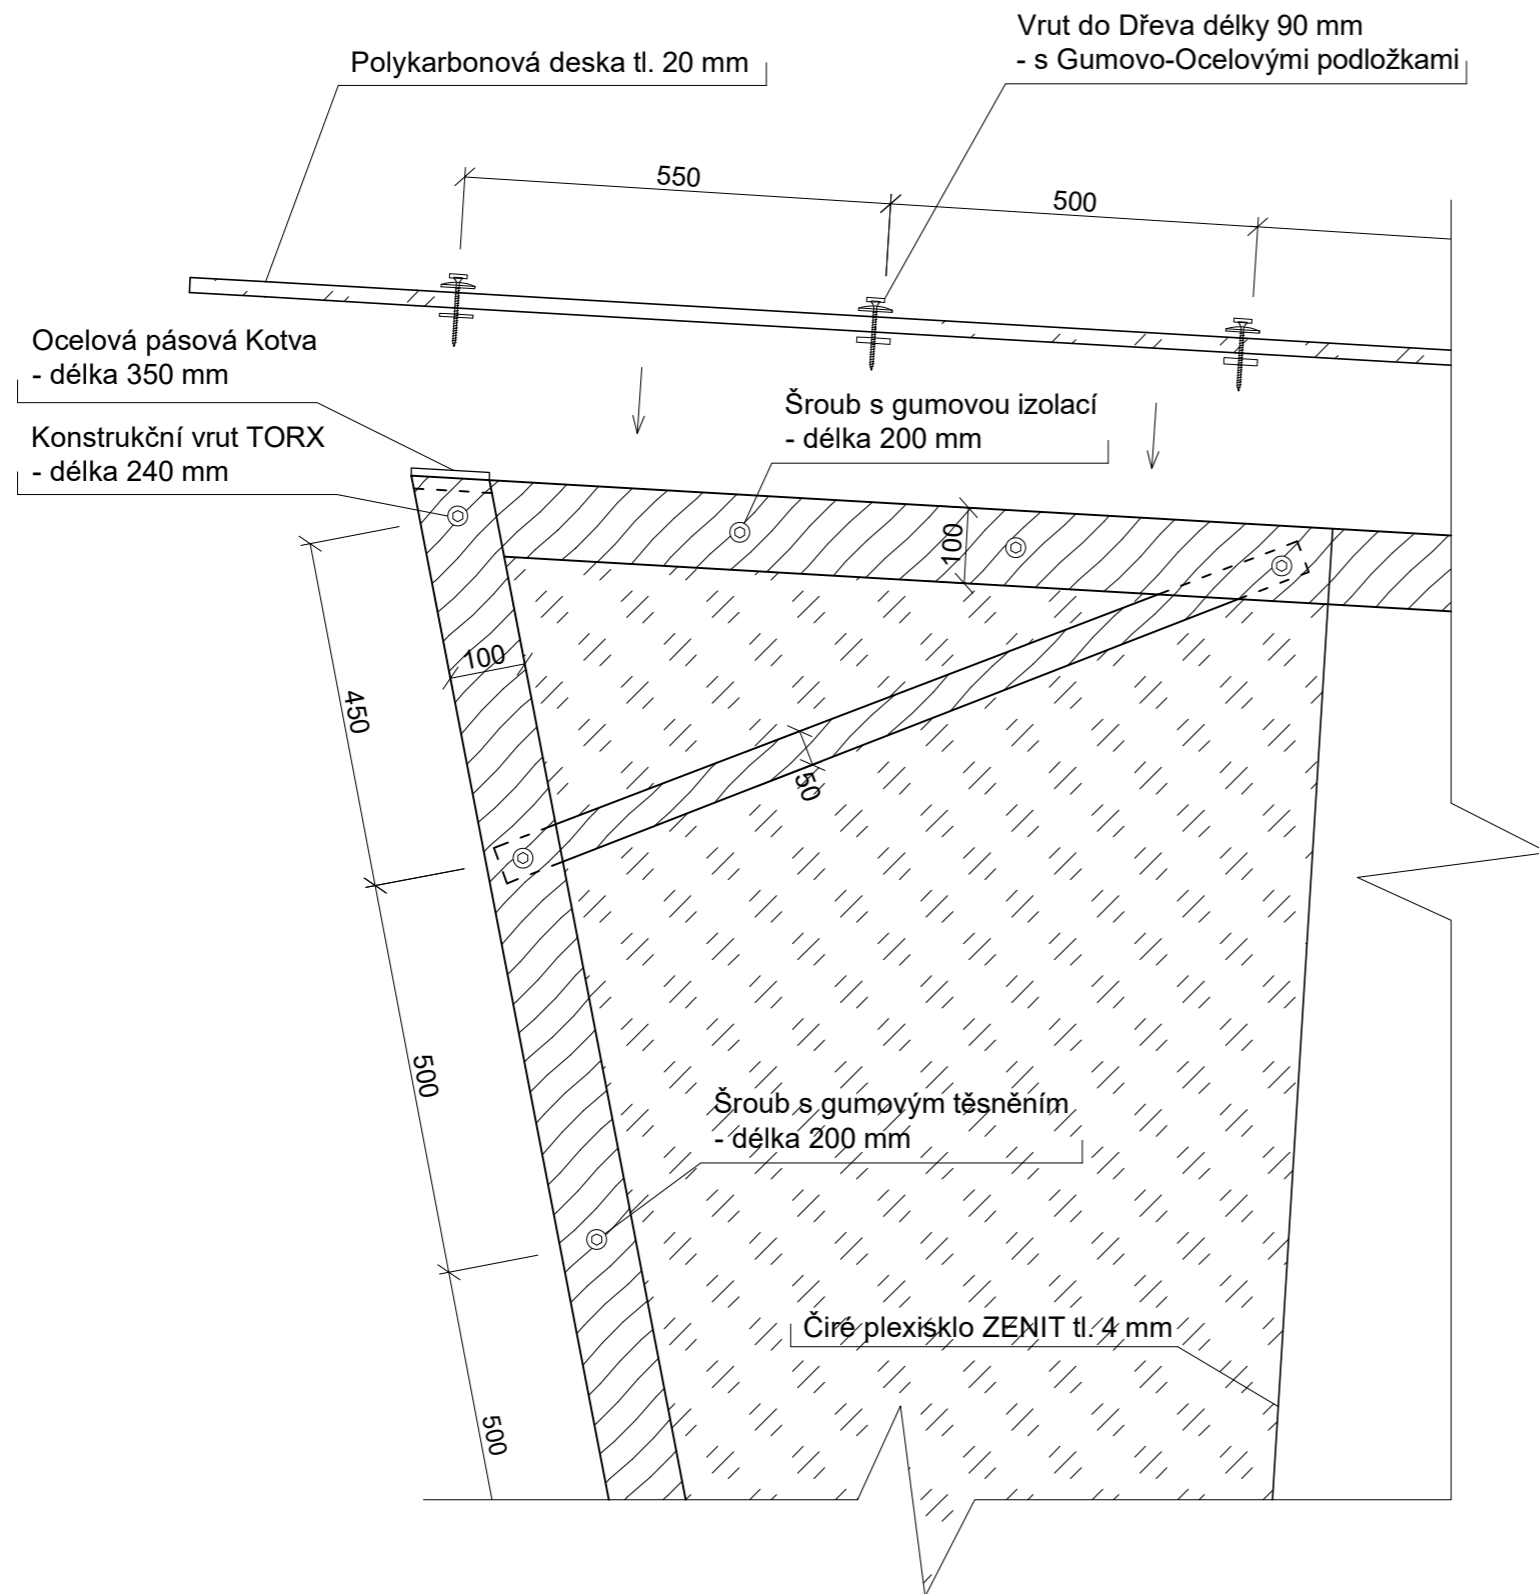 Vrut do Dřeva délky 90 mm
- s Gumovo-Ocelovými podložkami
Polykarbonová deska tl. 20 mm
550
500
Ocelová pásová Kotva
- délka 350 mm
Konstrukční vrut TORX
- délka 240 mm
Šroub s gumovou izolací
- délka 200 mm
100
100
450
50
500
Šroub s gumovým těsněním
- délka 200 mm
Čiré plexisklo ZENIT tl. 4 mm
500